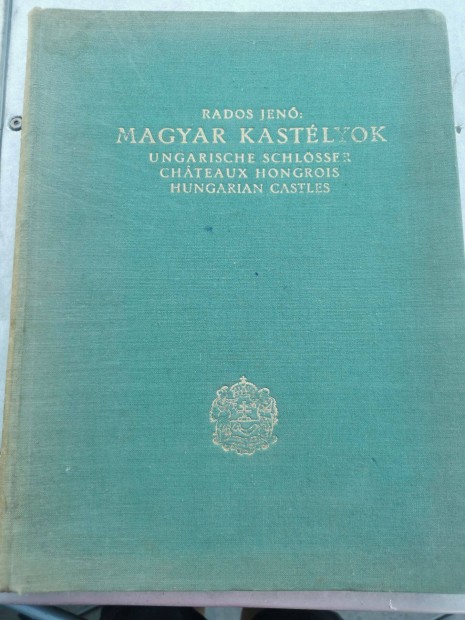 RADOS JENŐ:
MAGYAR KASTÉLYOK
UNGARISCHE SCHLÖSSER
CHÂTEAUX HONGROIS
HUNGARIAN CASTLES